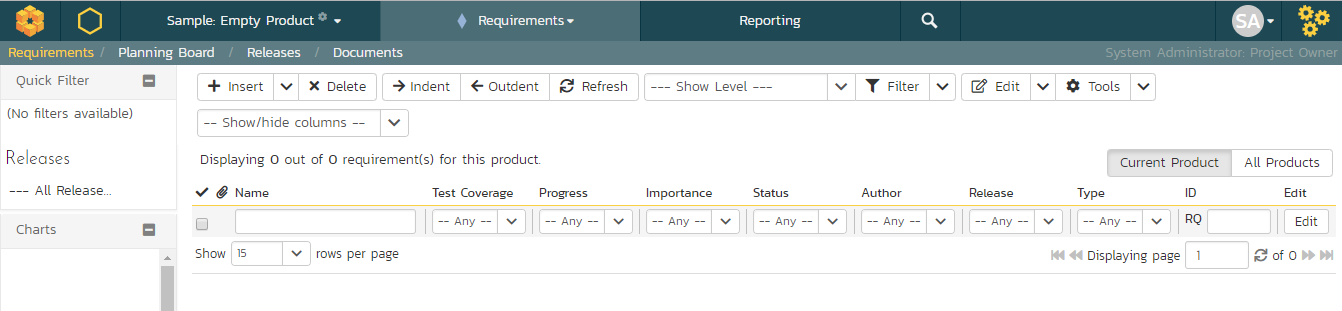 Sample: Empty Product Requirements Reporting SA
Requirements / Planning Board / Releases / Documents System Administrator: Project Owner
Quick Filter
(No filters available)
Releases
--- All Release...
Charts
Insert Delete Indent Outdent Refresh --- Show Level --- Filter Edit Tools
-- Show/hide columns --
Displaying 0 out of 0 requirement(s) for this product.
Current Product All Products
Name Test Coverage Progress Importance Status Author Release Type ID Edit
-- Any -- -- Any -- -- Any -- -- Any -- -- Any -- -- Any -- -- Any -- RQ Edit
Show 15 rows per page Displaying page 1 of 0